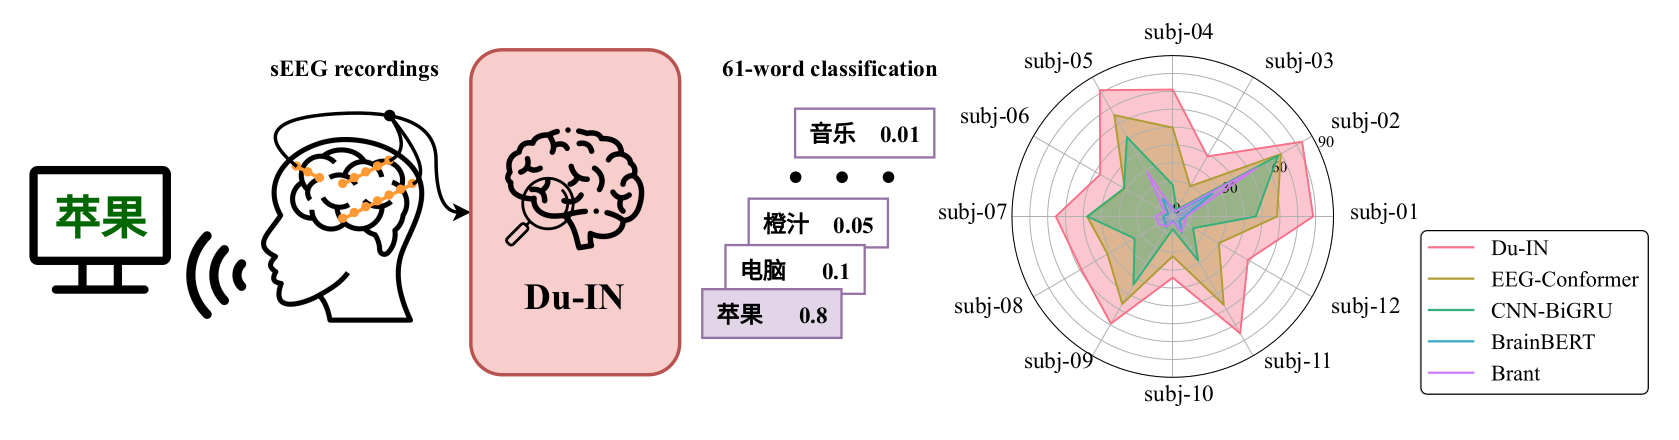 sEEG recordings
苹果
Du-IN
61-word classification
音乐 0.01
橙汁 0.05
电脑 0.1
苹果 0.8
subj-04
subj-05
subj-03
subj-06
subj-02
90
60
30
0
subj-07
subj-01
subj-08
subj-12
subj-09
subj-11
subj-10
Du-IN
EEG-Conformer
CNN-BiGRU
BrainBERT
Brant